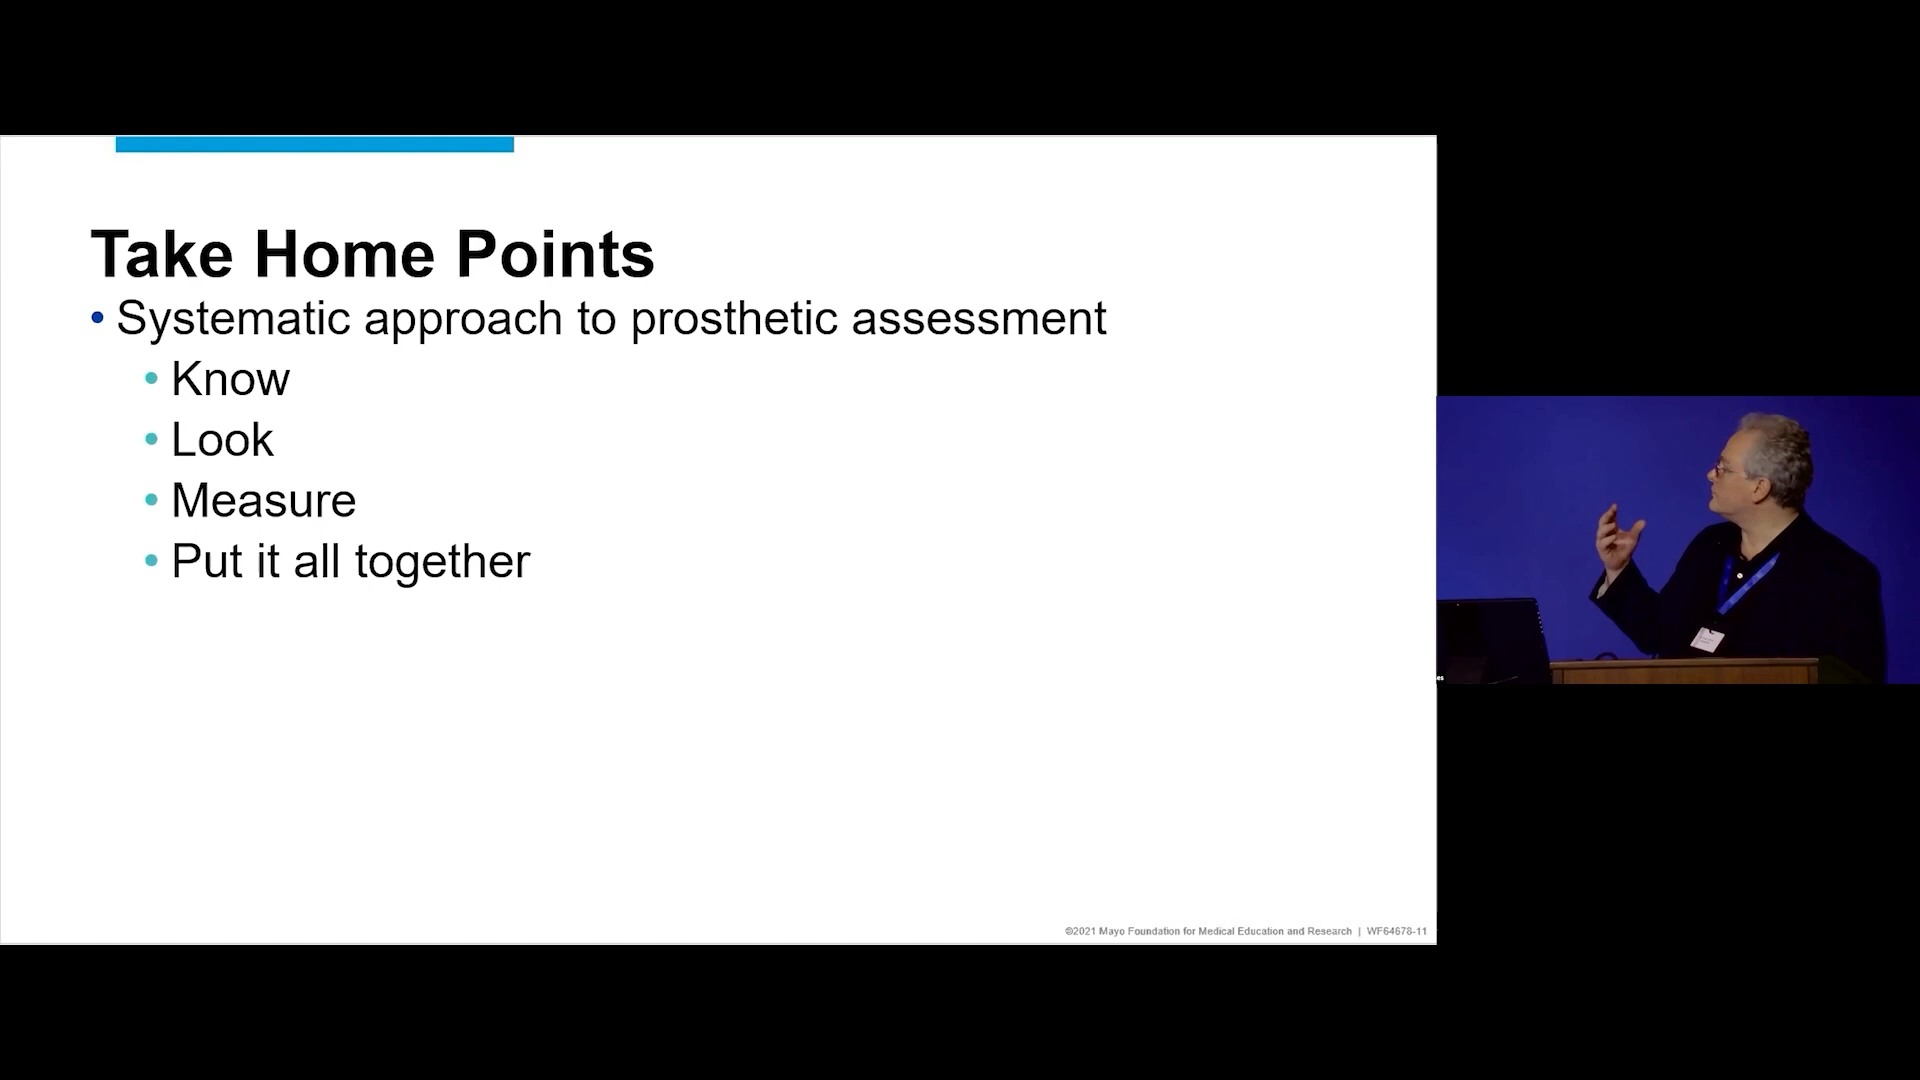 Take Home Points
• Systematic approach to prosthetic assessment
• Know
• Look
• Measure
• Put it all together
©2021 Mayo Foundation for Medical Education and Research | WF64678-11